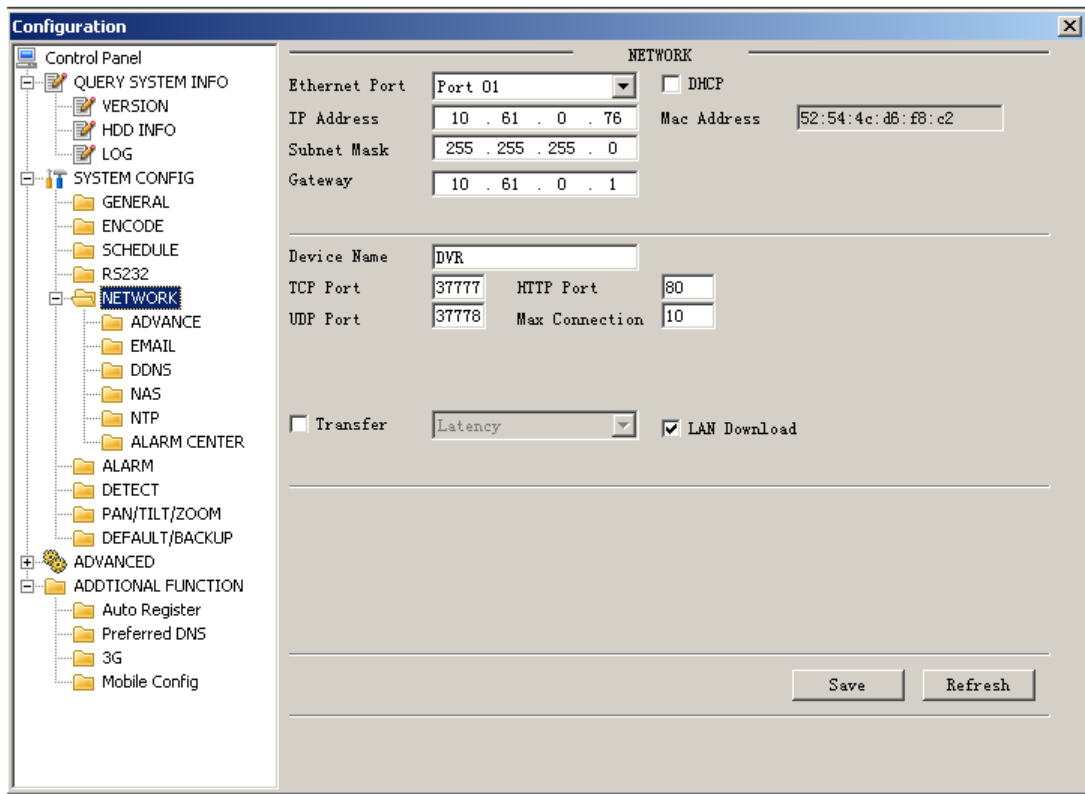 Configuration
Control Panel
QUERY SYSTEM INFO
VERSION
HDD INFO
LOG
SYSTEM CONFIG
GENERAL
ENCODE
SCHEDULE
RS232
NETWORK
ADVANCE
EMAIL
DDNS
NAS
NTP
ALARM CENTER
ALARM
DETECT
PAN/TILT/ZOOM
DEFAULT/BACKUP
ADVANCED
ADDTIONAL FUNCTION
Auto Register
Preferred DNS
3G
Mobile Config
NETWORK
Ethernet Port Port 01 DHCP
IP Address 10 . 61 . 0 . 76 Mac Address 52:54:4c:d6:f8:c2
Subnet Mask 255 . 255 . 255 . 0
Gateway 10 . 61 . 0 . 1
Device Name DVR
TCP Port 37777 HTTP Port 80
UDP Port 37778 Max Connection 10
Transfer Latency LAN Download
Save Refresh